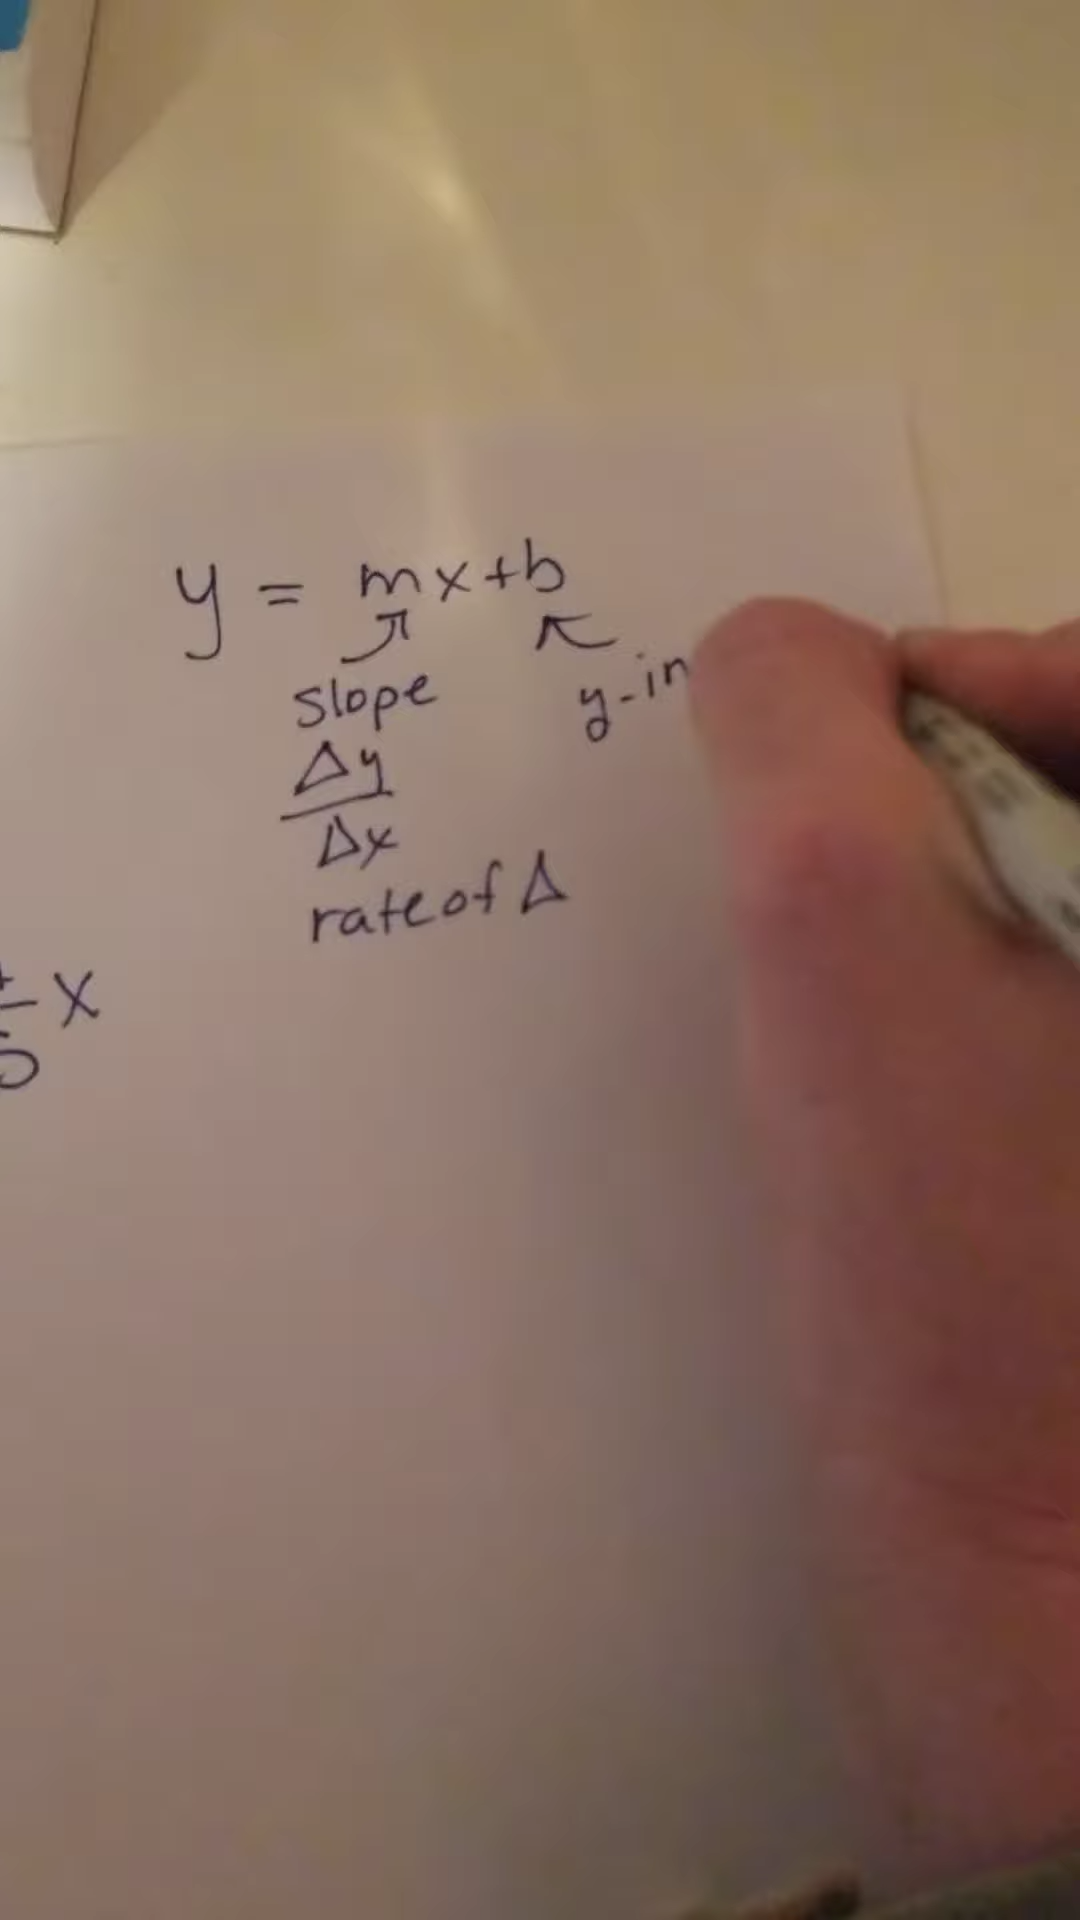 y = mx+b
slope
y-in
Δy
Δx
rate of Δ
x